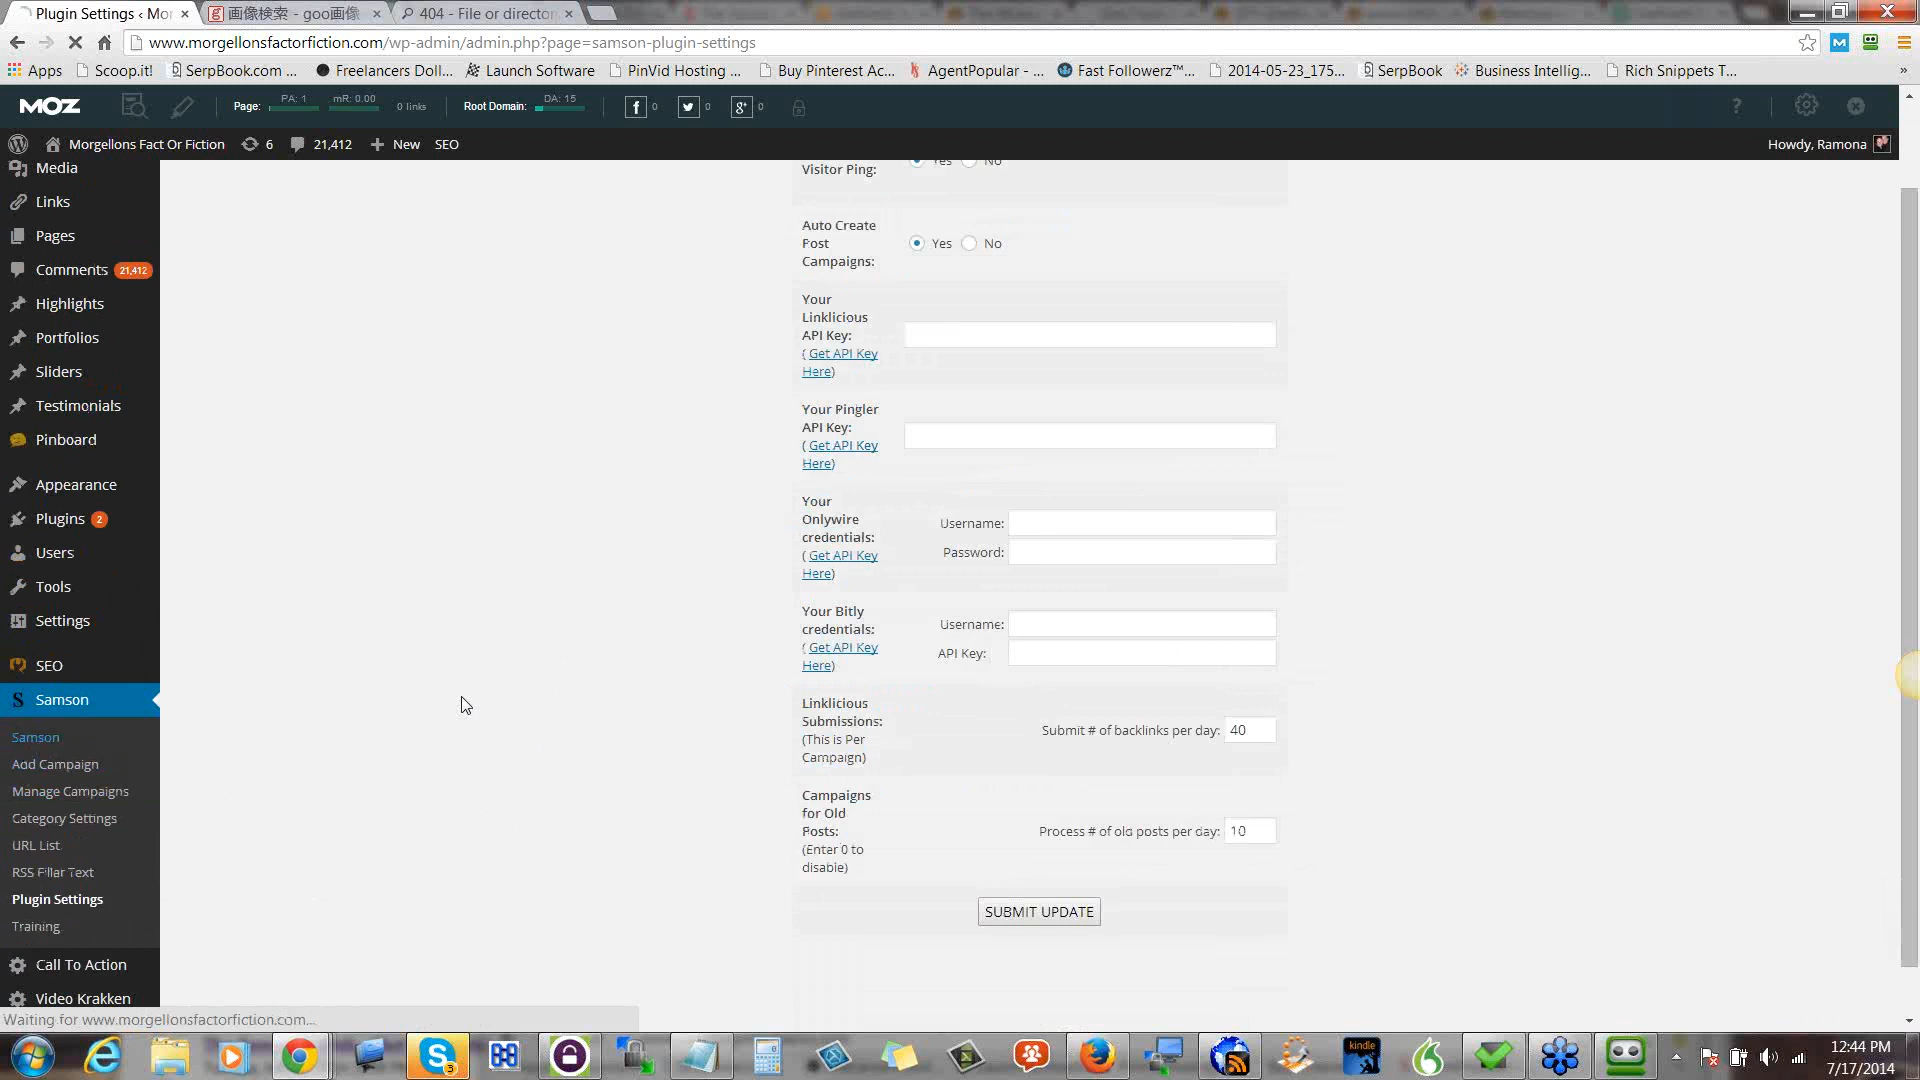 Plugin Settings ‹ Mo
画像検索 - goo画像
404 - File or director
www.morgellonsfactorfiction.com/wp-admin/admin.php?page=samson-plugin-settings
Apps
Scoop.it!
SerpBook.com ...
Freelancers Doll...
Launch Software
PinVid Hosting ...
Buy Pinterest Ac...
AgentPopular - ...
Fast Followerz™...
2014-05-23_175...
SerpBook
Business Intellig...
Rich Snippets T...
»
MOZ
Page:
PA: 1
mR: 0.00
0 links
Root Domain:
DA: 15
0
0
0
?
Morgellons Fact Or Fiction
6
21,412
New
SEO
Howdy, Ramona
Media
Links
Pages
Comments 21,412
Highlights
Portfolios
Sliders
Testimonials
Pinboard
Appearance
Plugins 2
Users
Tools
Settings
SEO
Samson
Samson
Add Campaign
Manage Campaigns
Category Settings
URL List
RSS Fillar Text
Plugin Settings
Training
Call To Action
Video Krakken
Visitor Ping:
Yes
No
Auto Create
Post
Campaigns:
Yes
No
Your
Linklicious
API Key:
( Get API Key
Here)
Your Pingler
API Key:
( Get API Key
Here)
Your
Onlywire
credentials:
( Get API Key
Here)
Username:
Password:
Your Bitly
credentials:
( Get API Key
Here)
Username:
API Key:
Linklicious
Submissions:
(This is Per
Campaign)
Submit # of backlinks per day: 40
Campaigns
for Old
Posts:
(Enter 0 to
disable)
Process # of old posts per day: 10
SUBMIT UPDATE
Waiting for www.morgellonsfactorfiction.com...
3
kindle
12:44 PM
7/17/2014